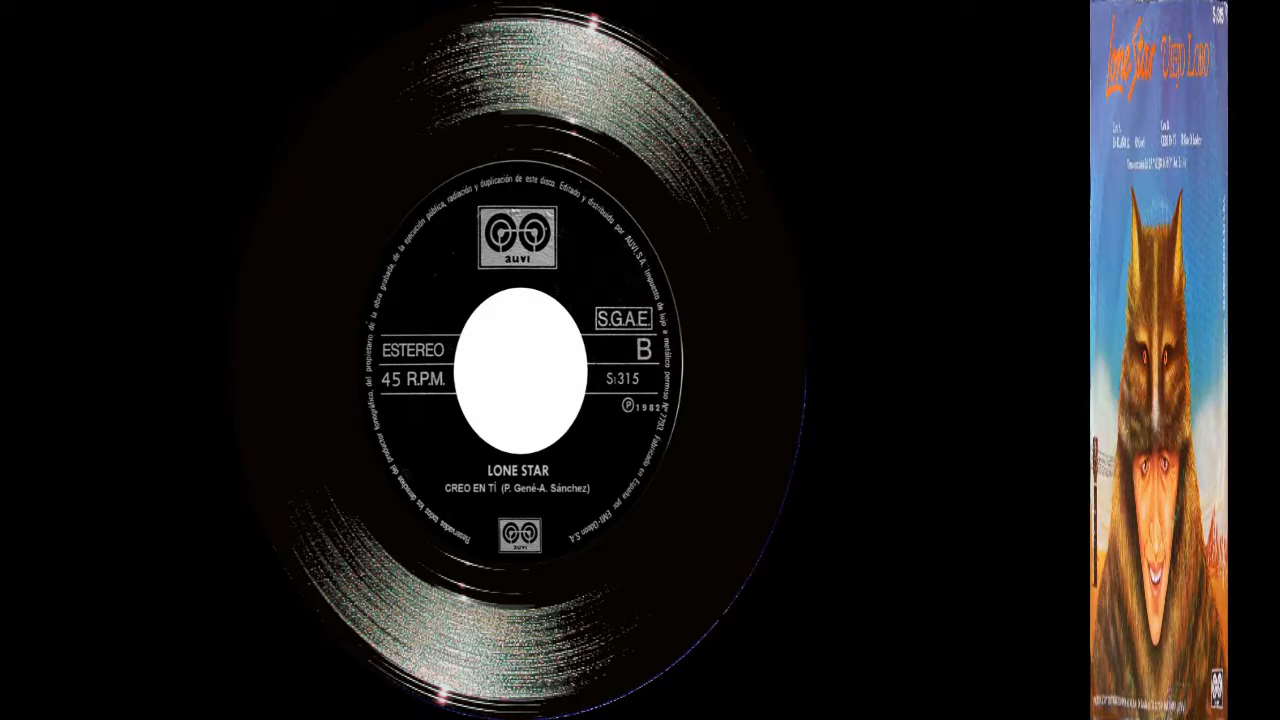 Reservados todos los derechos del productor fonográfico, del propietario de la obra grabada, de la ejecución pública, radiación y duplicación de este disco. Editado y distribuido por AUVI.S.A. Impuesto de lujo a metálico permiso Nº 7793. Fabricado en España por EMI-Odeon S.A.
auvi
S.G.A.E.
ESTEREO
B
45 R.P.M.
S-315
Ⓟ 1982
LONE STAR
CREO EN TÍ (P. Gené-A. Sánchez)
auvi
lone Star VIEJO LOBO